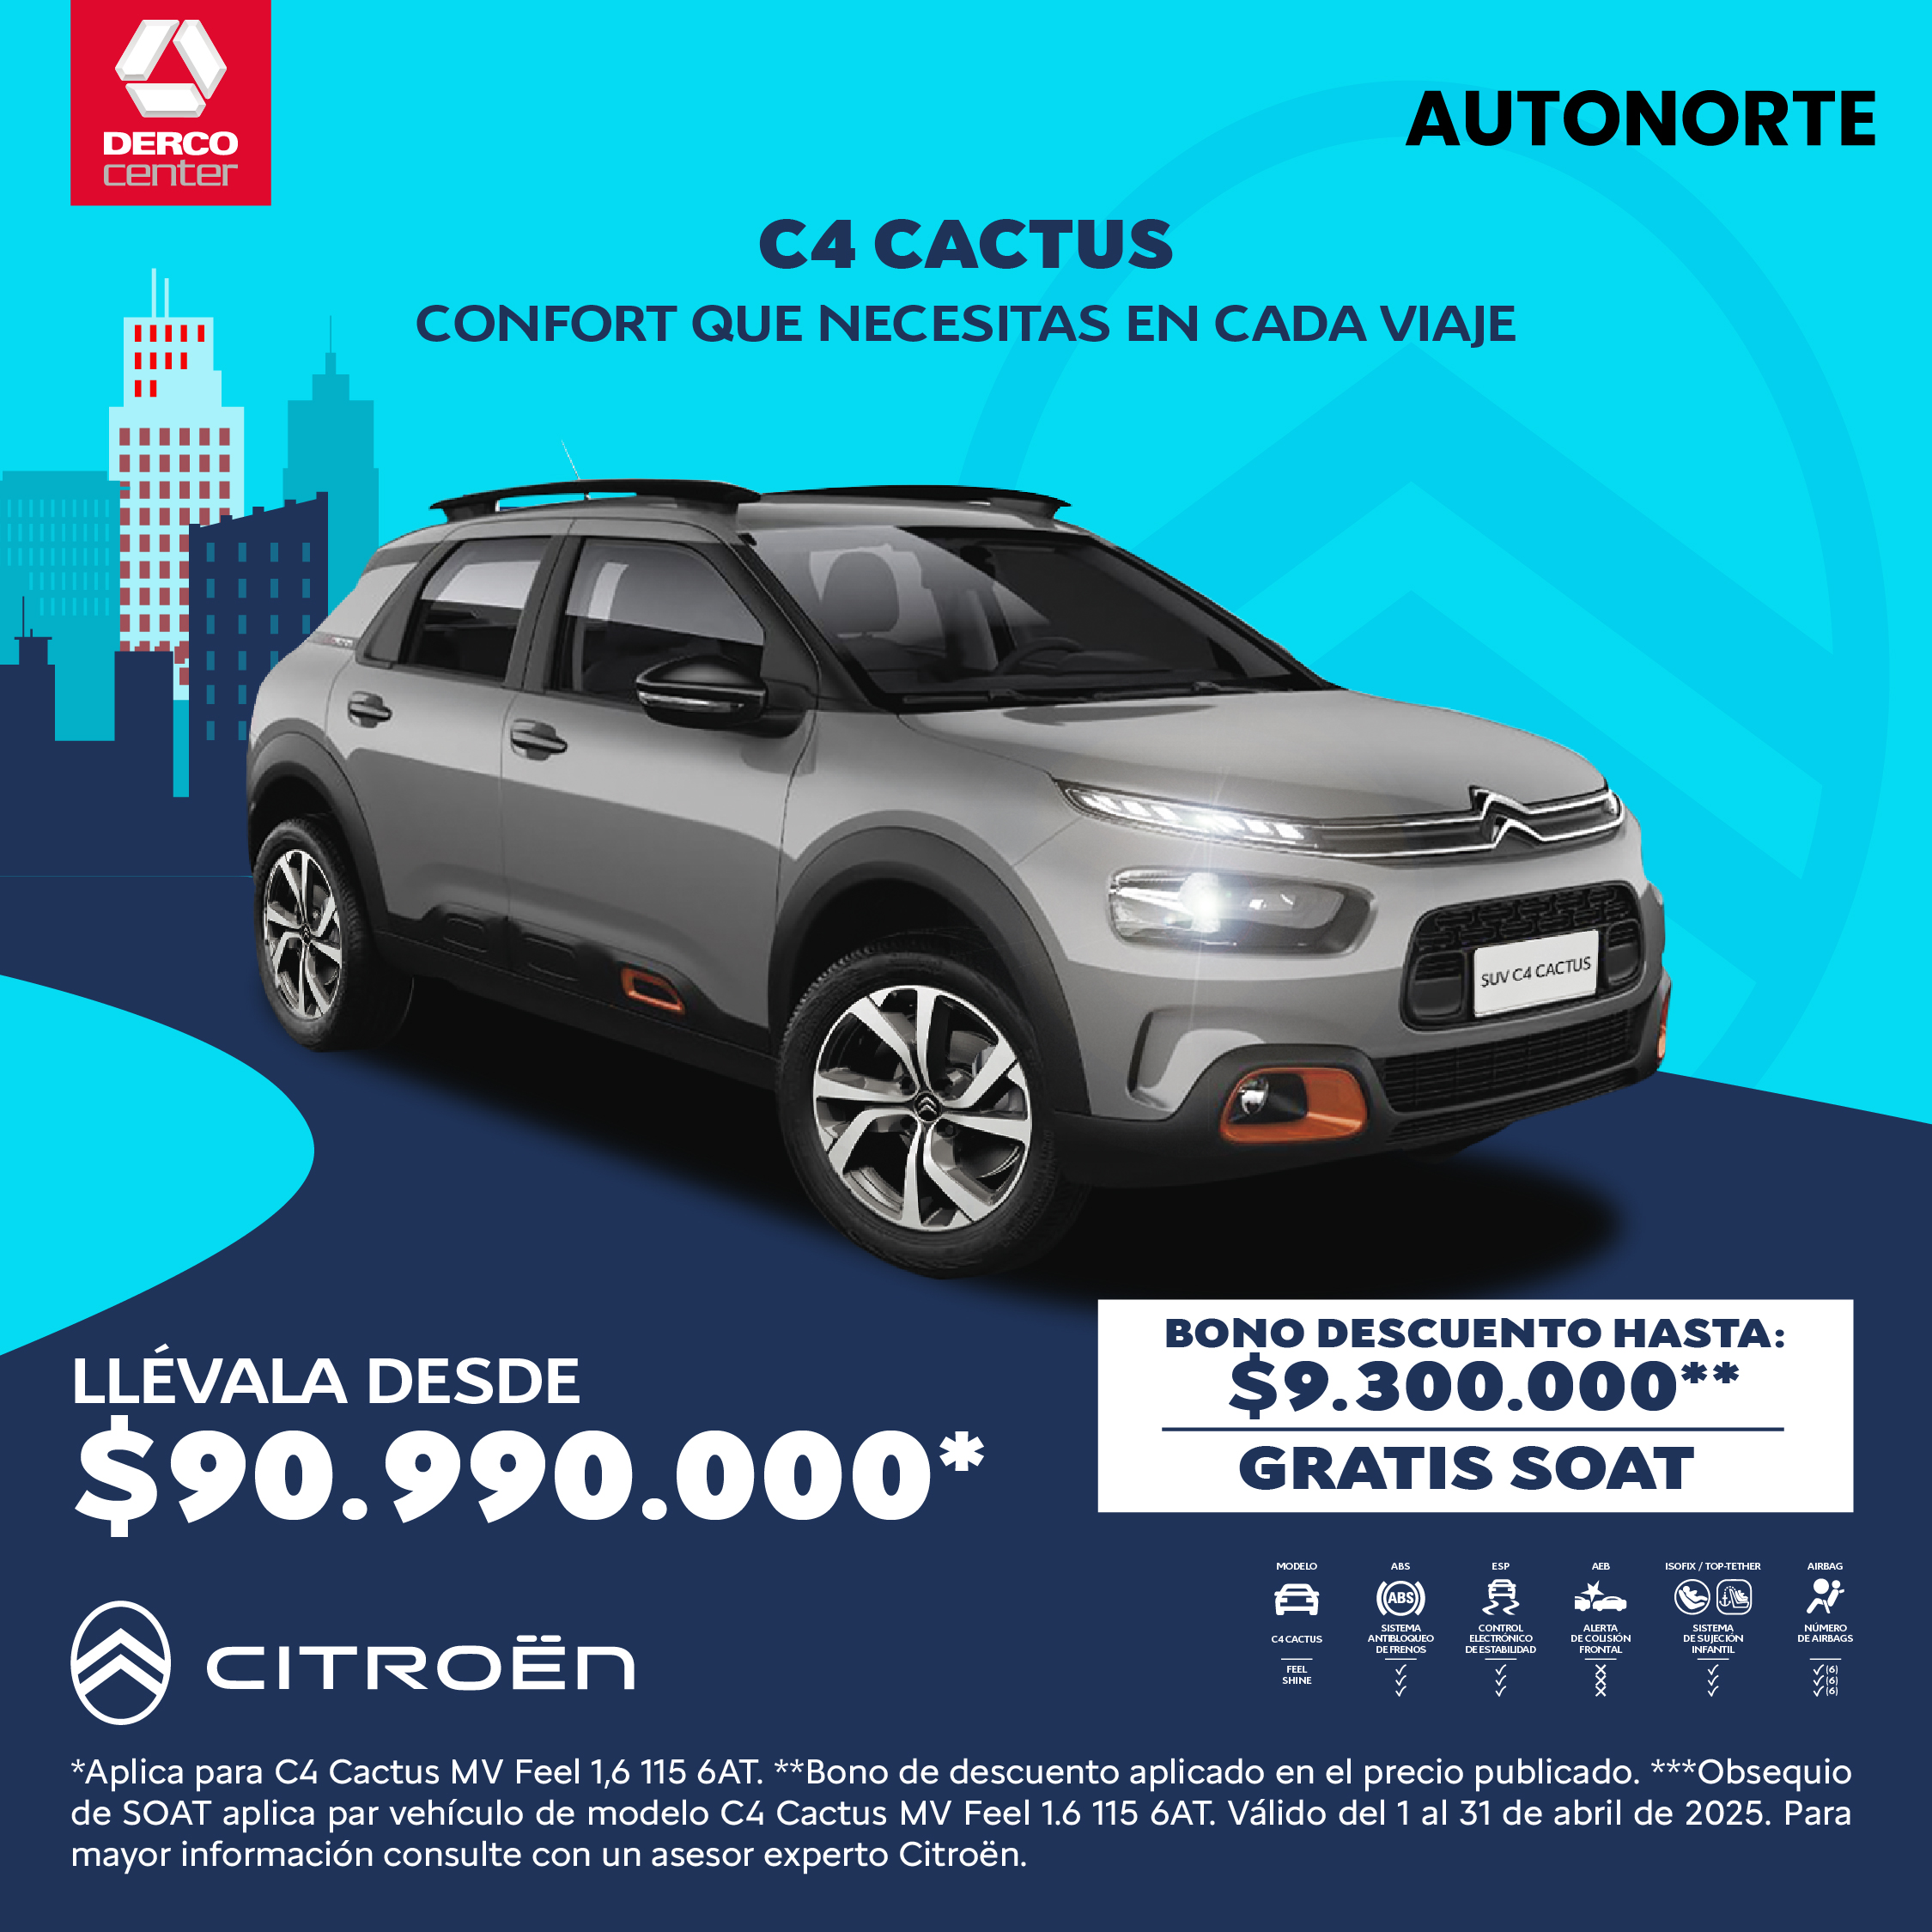 DERCO
center
AUTONORTE
C4 CACTUS
CONFORT QUE NECESITAS EN CADA VIAJE
SUV C4 CACTUS
LLÉVALA DESDE
$90.990.000*
BONO DESCUENTO HASTA:
$9.300.000**
GRATIS SOAT
MODELO ABS ESP AEB ISOFIX / TOP-TETHER AIRBAG
ABS
C4 CACTUS
SISTEMA
ANTIBLOQUEO
DE FRENOS
CONTROL
ELECTRÓNICO
DE ESTABILIDAD
ALERTA
DE COLISIÓN
FRONTAL
SISTEMA
DE SUJECIÓN
INFANTIL
NÚMERO
DE AIRBAGS
FEEL
SHINE
✓ ✓ X ✓ ✓ (6)
✓ ✓ X ✓ ✓ (6)
✓ ✓ X ✓ ✓ (6)
CITROËN
*Aplica para C4 Cactus MV Feel 1,6 115 6AT. **Bono de descuento aplicado en el precio publicado. ***Obsequio
de SOAT aplica par vehículo de modelo C4 Cactus MV Feel 1.6 115 6AT. Válido del 1 al 31 de abril de 2025. Para
mayor información consulte con un asesor experto Citroën.